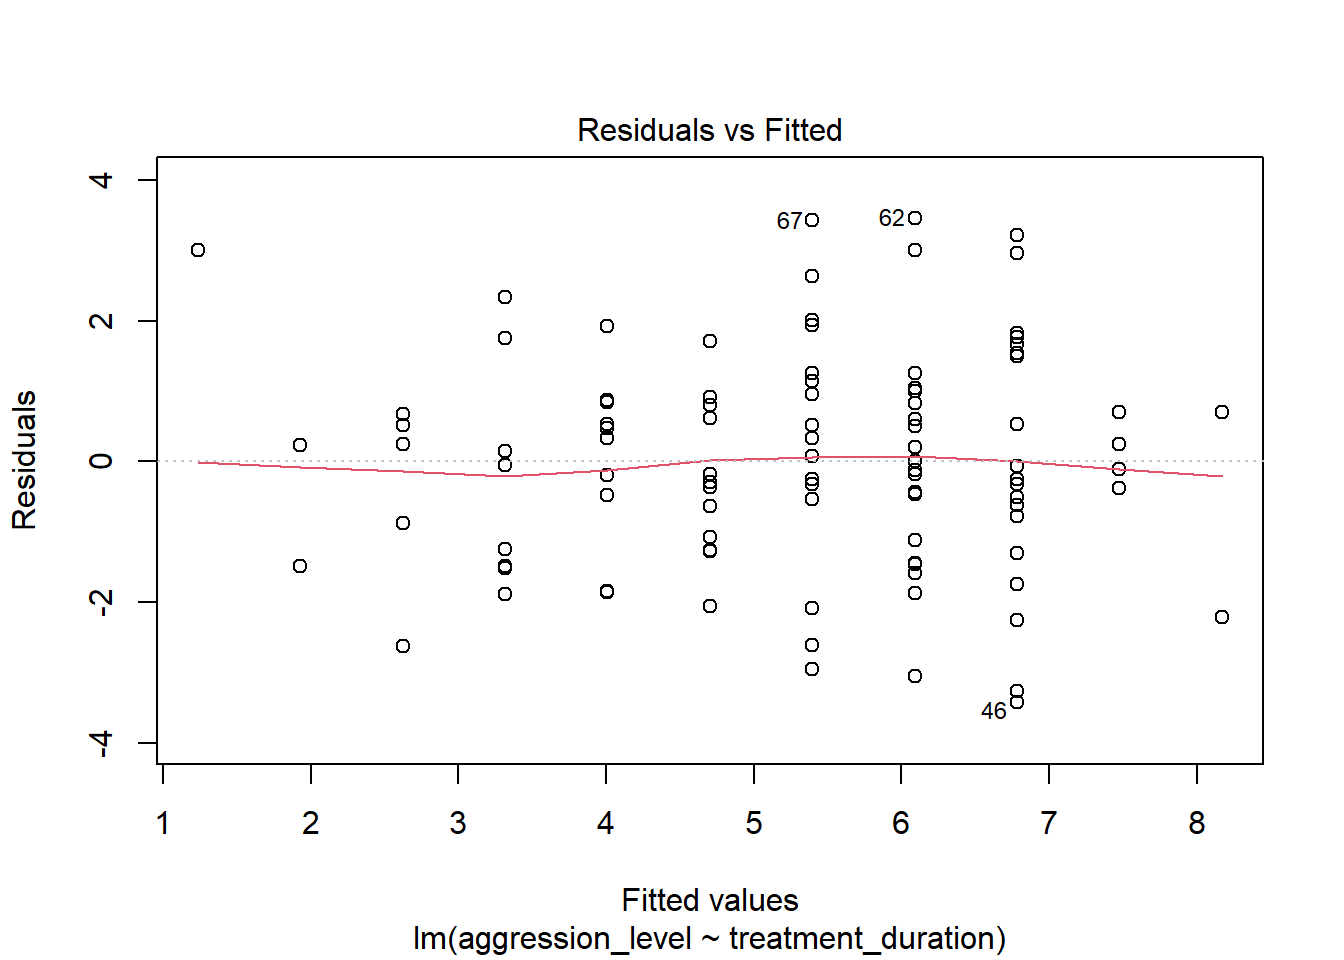 Residuals vs Fitted
4
2
0
-2
-4
Residuals
67
62
46
1 2 3 4 5 6 7 8
Fitted values
lm(aggression_level ~ treatment_duration)